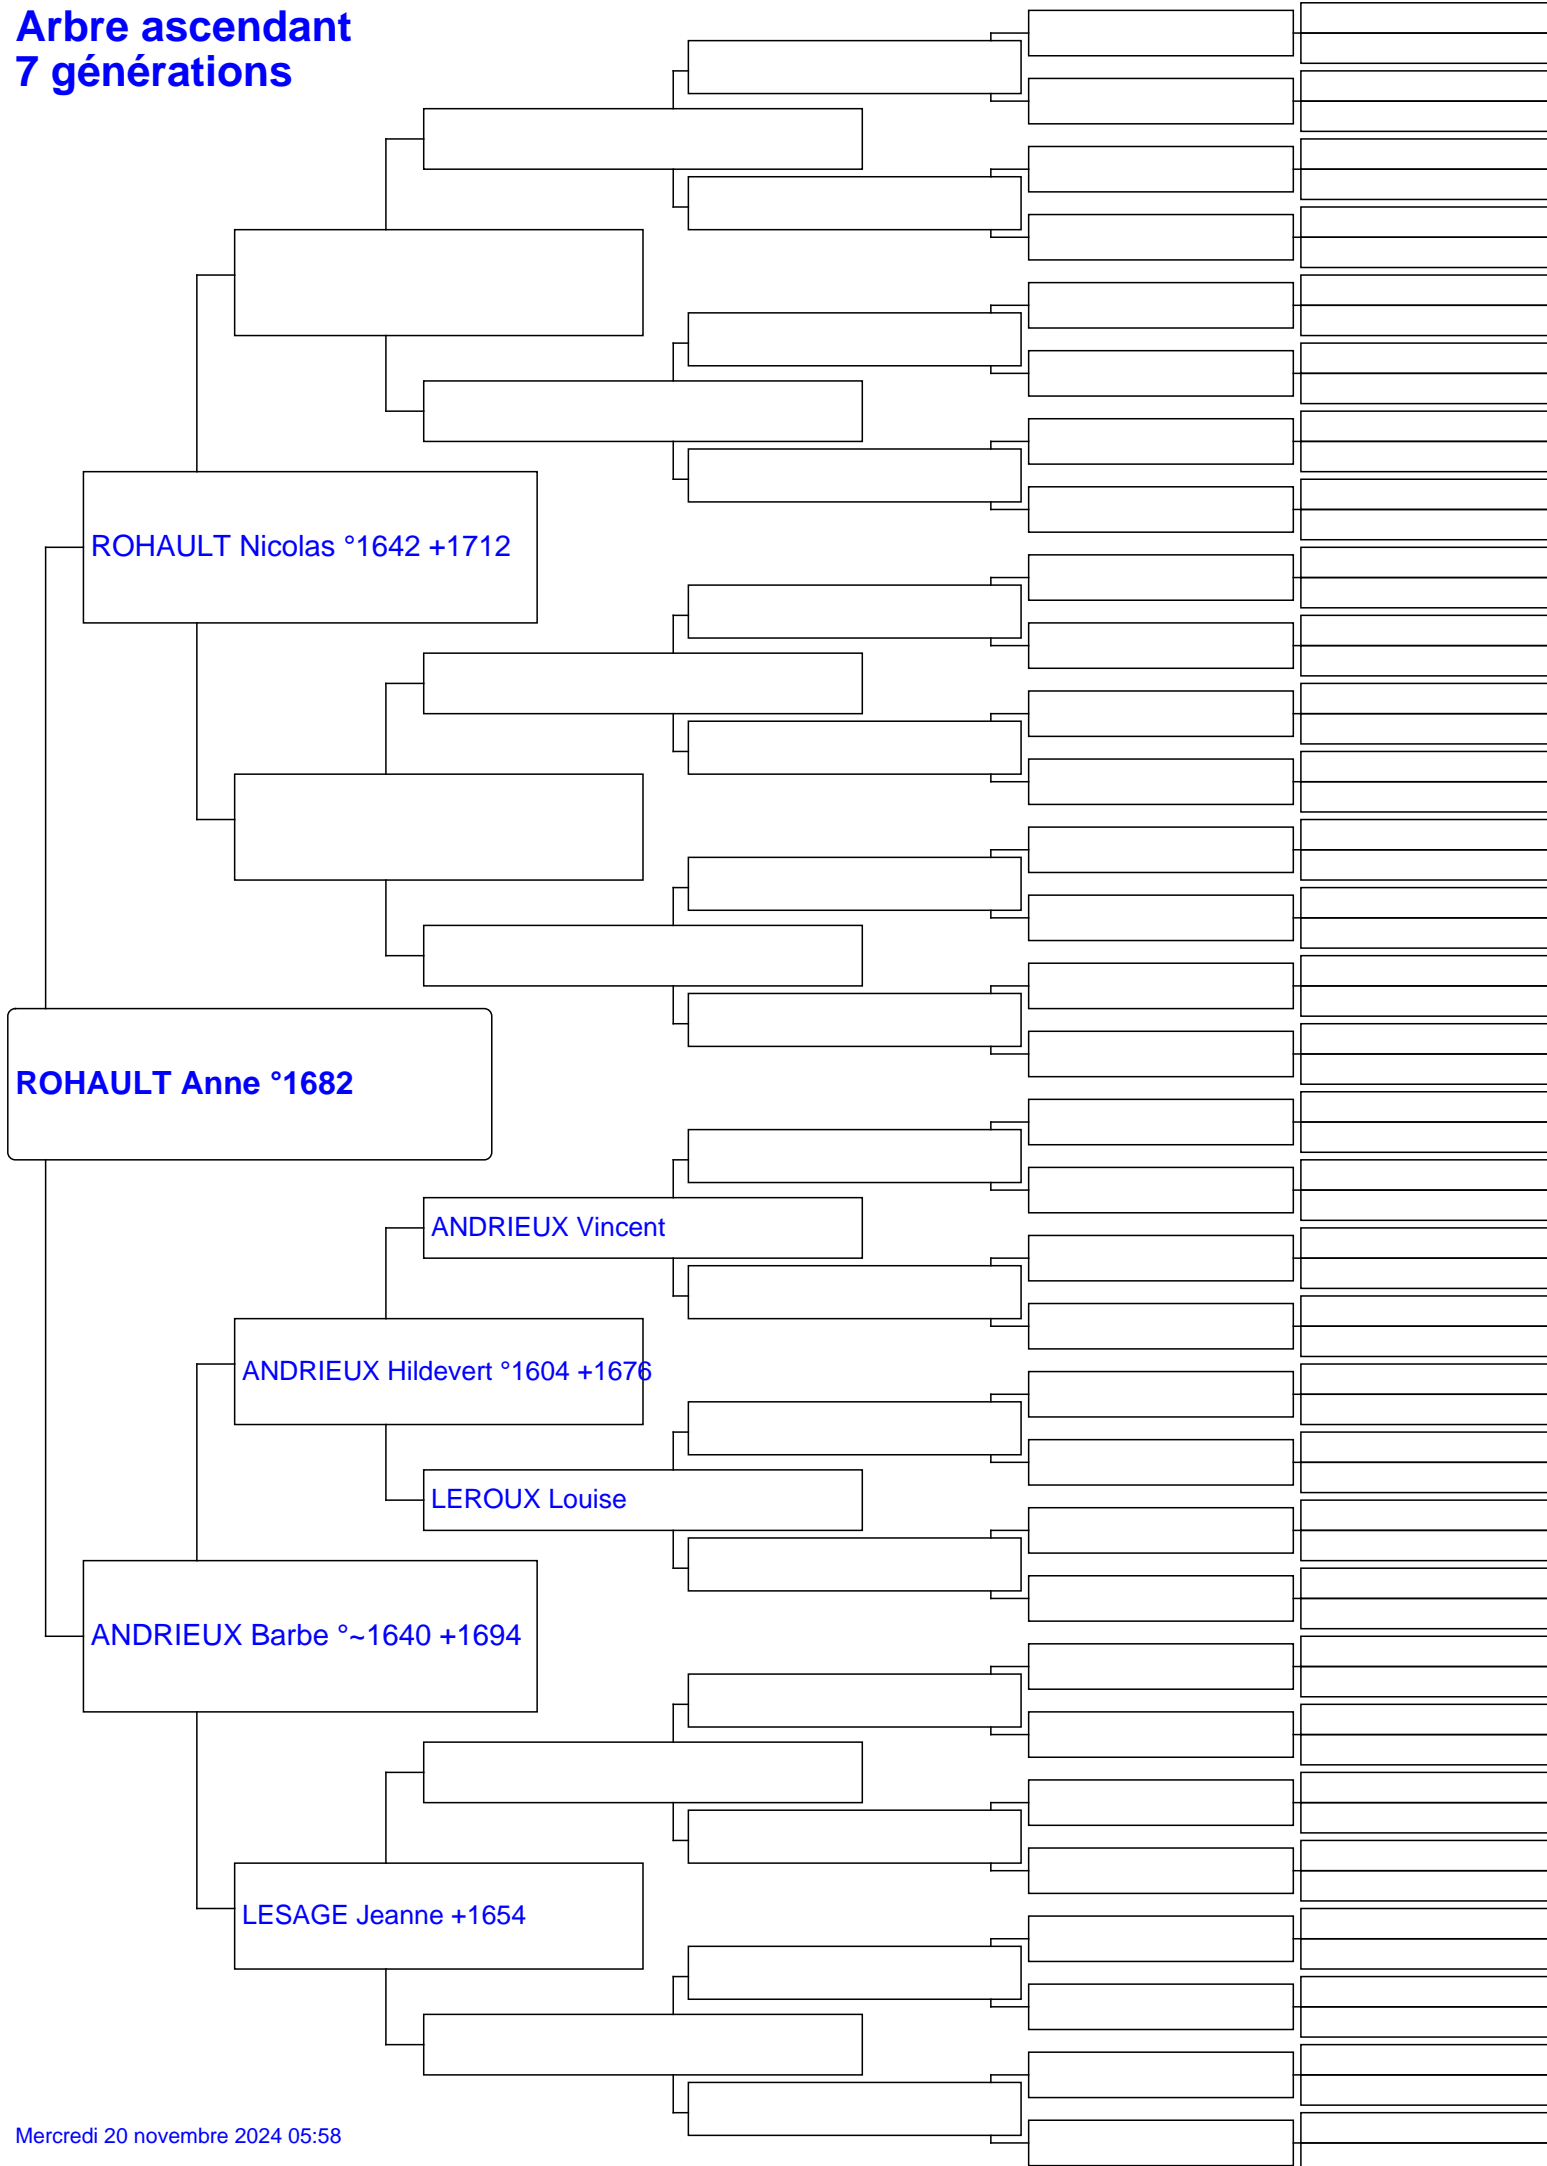 Arbre ascendant
7 générations
ROHAULT Nicolas °1642 +1712
ROHAULT Anne °1682
ANDRIEUX Vincent
ANDRIEUX Hildevert °1604 +1676
LEROUX Louise
ANDRIEUX Barbe °~1640 +1694
LESAGE Jeanne +1654
Mercredi 20 novembre 2024 05:58